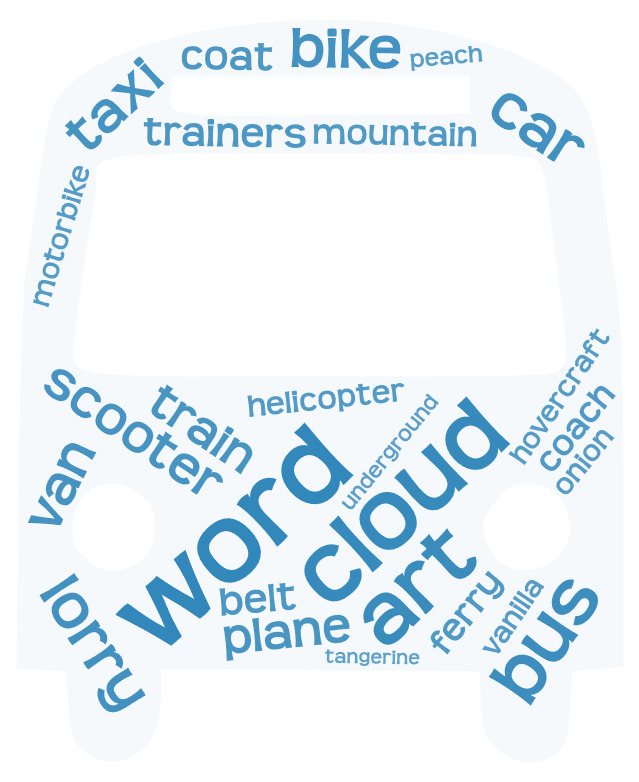 coat
bike
peach
taxi
car
trainers
mountain
motorbike
scooter
train
helicopter
underground
hovercraft
coach
onion
van
word
cloud
art
belt
plane
tangerine
ferry
vanilla
bus
lorry